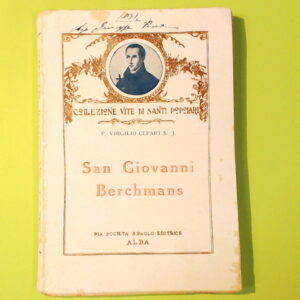 COLLEZIONE VITE DI SANTI POPOLARI
P. VIRGILIO CEPARI S. J.
San Giovanni
Berchmans
PIA SOCIETÀ S. PAOLO EDITRICE
ALBA